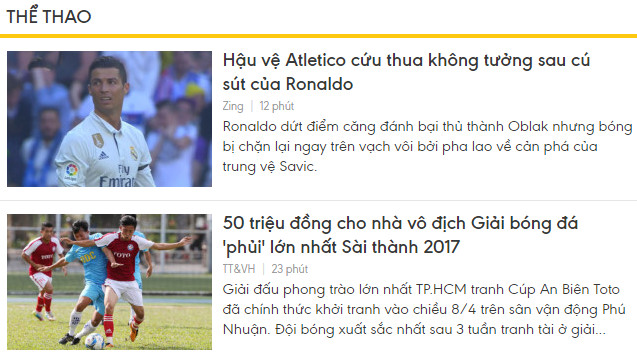 THỂ THAO
Hậu vệ Atletico cứu thua không tưởng sau cú
sút của Ronaldo
Zing | 12 phút
Ronaldo dứt điểm căng đánh bại thủ thành Oblak nhưng bóng
bị chặn lại ngay trên vạch vôi bởi pha lao về cản phá của
trung vệ Savic.
Fly
Emirates
50 triệu đồng cho nhà vô địch Giải bóng đá
'phủi' lớn nhất Sài thành 2017
TT&VH | 23 phút
Giải đấu phong trào lớn nhất TP.HCM tranh Cúp An Biên Toto
đã chính thức khởi tranh vào chiều 8/4 trên sân vận động Phú
Nhuận. Đội bóng xuất sắc nhất sau 3 tuần tranh tài ở giải...
TOTO